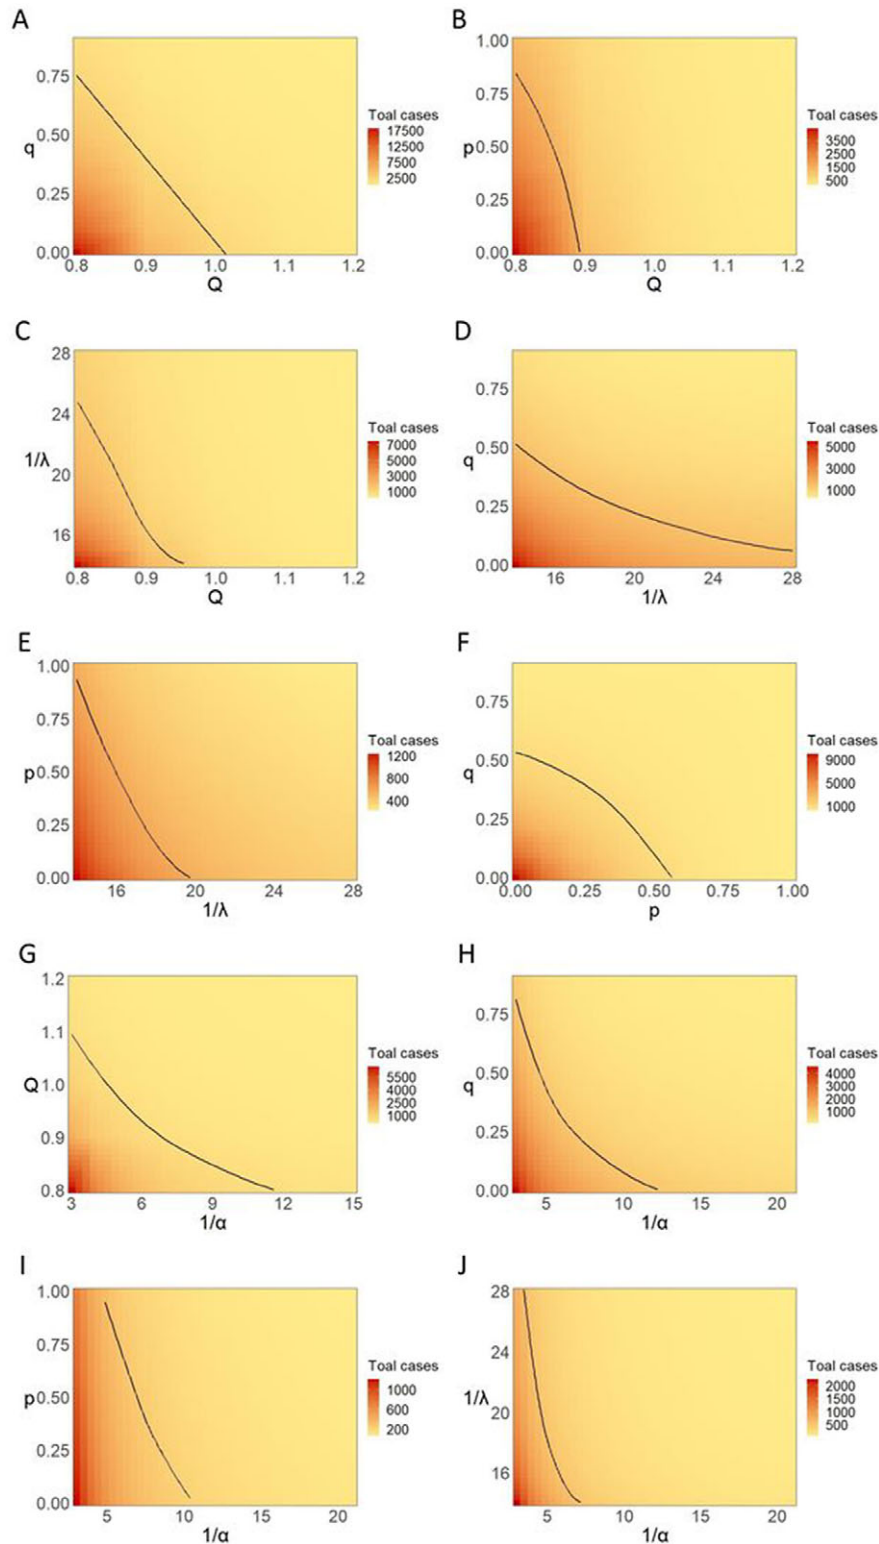 A
B
0.75
0.50
q
0.25
0.00
0.8 0.9 1.0 1.1 1.2
Q
Toal cases
17500
12500
7500
2500
1.00
0.75
p 0.50
0.25
0.00
0.8 0.9 1.0 1.1 1.2
Q
Toal cases
3500
2500
1500
500
C
D
28
24
1/λ
20
16
0.8 0.9 1.0 1.1 1.2
Q
Toal cases
7000
5000
3000
1000
0.75
0.50
q
0.25
0.00
16 20 24 28
1/λ
Toal cases
5000
3000
1000
E
F
1.00
0.75
p 0.50
0.25
0.00
16 20 24 28
1/λ
Toal cases
1200
800
400
0.75
0.50
q
0.25
0.00
0.00 0.25 0.50 0.75 1.00
p
Toal cases
9000
5000
1000
G
H
1.2
1.1
Q 1.0
0.9
0.8
3 6 9 12 15
1/α
Toal cases
5500
4000
2500
1000
0.75
0.50
q
0.25
0.00
5 10 15 20
1/α
Toal cases
4000
3000
2000
1000
I
J
1.00
0.75
p 0.50
0.25
0.00
5 10 15 20
1/α
Toal cases
1000
600
200
28
24
1/λ
20
16
5 10 15 20
1/α
Toal cases
2000
1500
1000
500